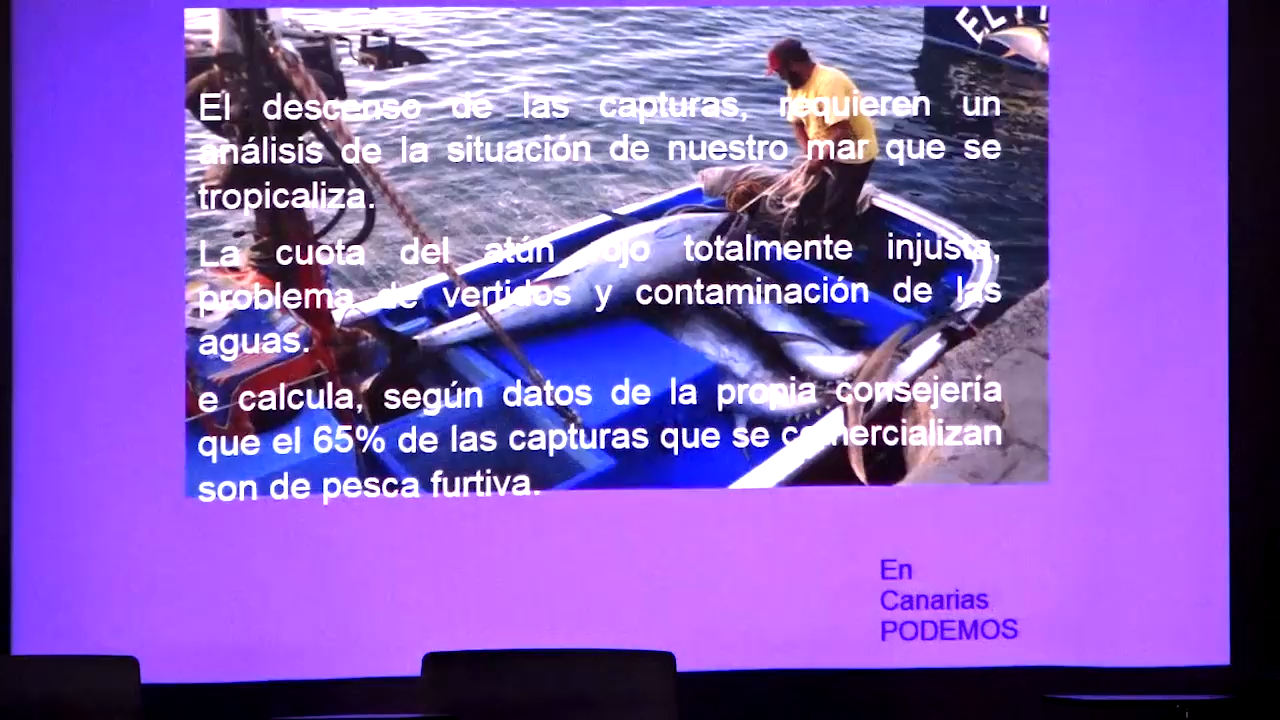 El descenso de las capturas, requieren un
análisis de la situación de nuestro mar que se
tropicaliza.
La cuota del atún rojo totalmente injusta,
problema de vertidos y contaminación de las
aguas.
e calcula, según datos de la propia consejería
que el 65% de las capturas que se comercializan
son de pesca furtiva.
En
Canarias
PODEMOS